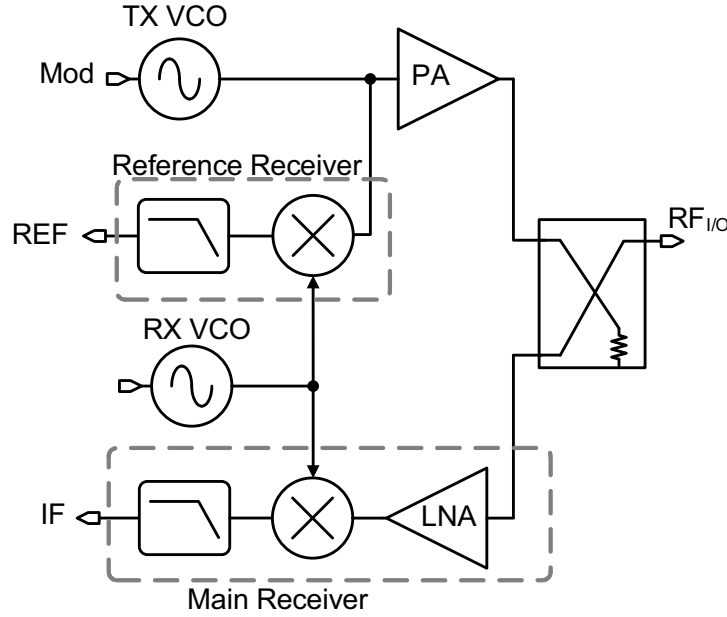 TX VCO
Mod
PA
Reference Receiver
REF
RF_I/O
RX VCO
IF
LNA
Main Receiver